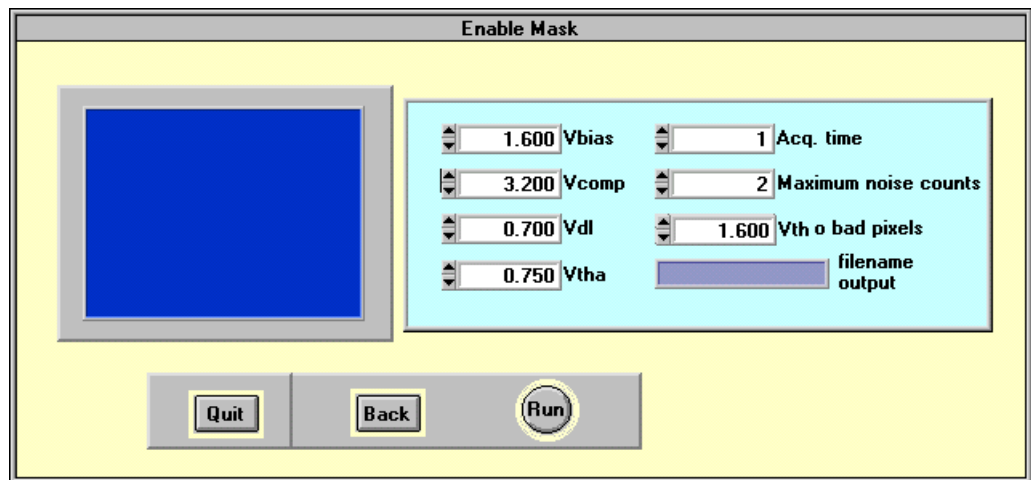 Enable Mask
1.600 Vbias
1 Acq. time
3.200 Vcomp
2 Maximum noise counts
0.700 Vdl
1.600 Vth o bad pixels
0.750 Vtha
filename
output
Quit
Back
Run